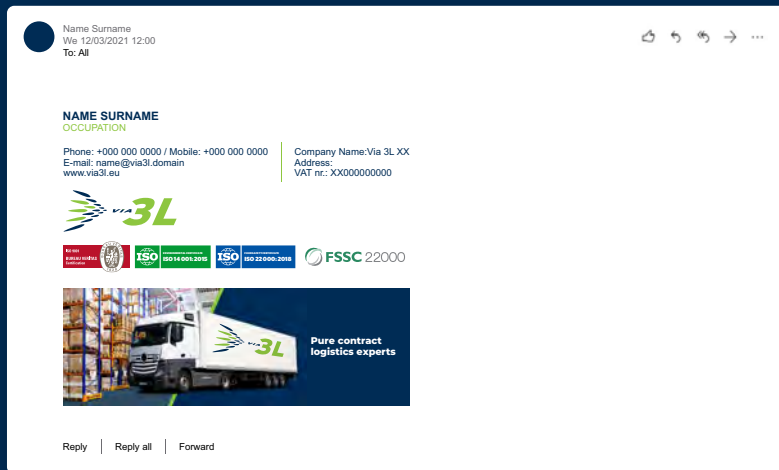 Name Surname
We 12/03/2021 12:00
To: All
NAME SURNAME
OCCUPATION
Phone: +000 000 0000 / Mobile: +000 000 0000
E-mail: name@via3l.domain
www.via3l.eu
Company Name:Via 3L XX
Address:
VAT nr.: XX000000000
VIA 3L
BUREAU VERITAS
Certification
ISO
ISO 14001:2015
ISO
ISO 22000:2018
FSSC 22000
VIA 3L
Pure contract
logistics experts
Reply
Reply all
Forward